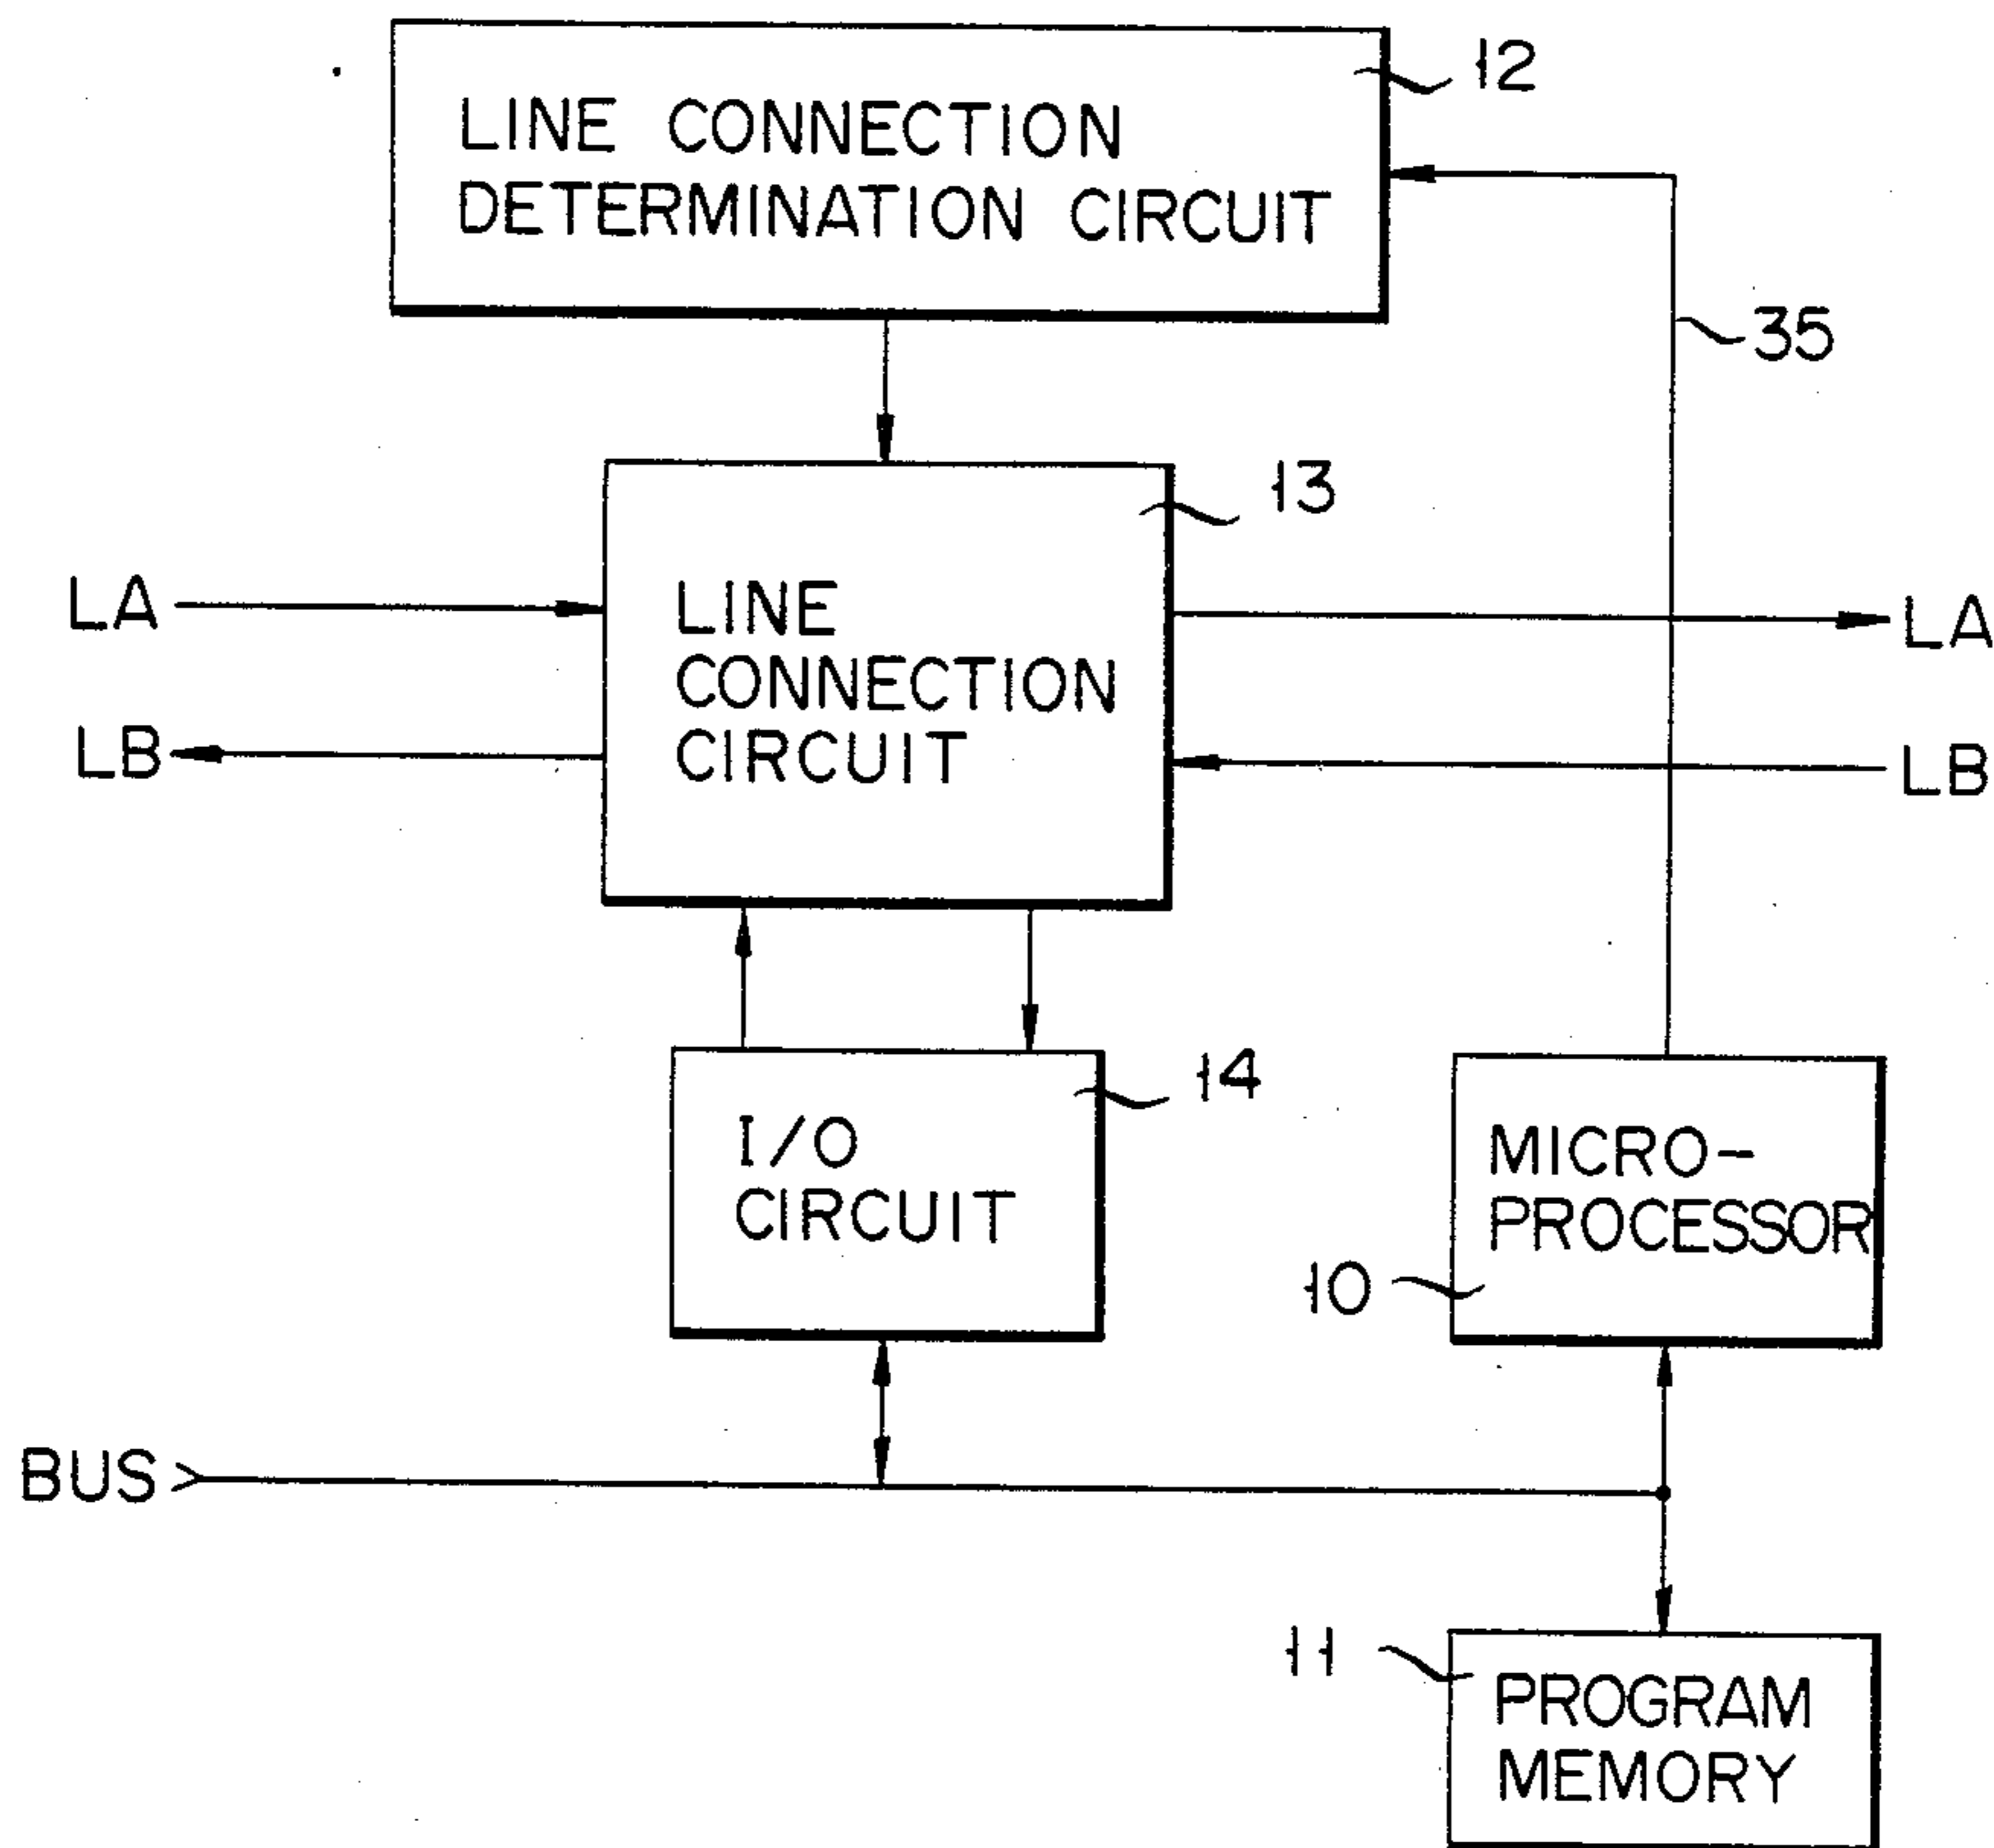 12
LINE CONNECTION
DETERMINATION CIRCUIT
35
13
LA
LINE
CONNECTION
CIRCUIT
LA
LB
LB
14
I/O
CIRCUIT
MICRO-
PROCESSOR
10
BUS
11
PROGRAM
MEMORY